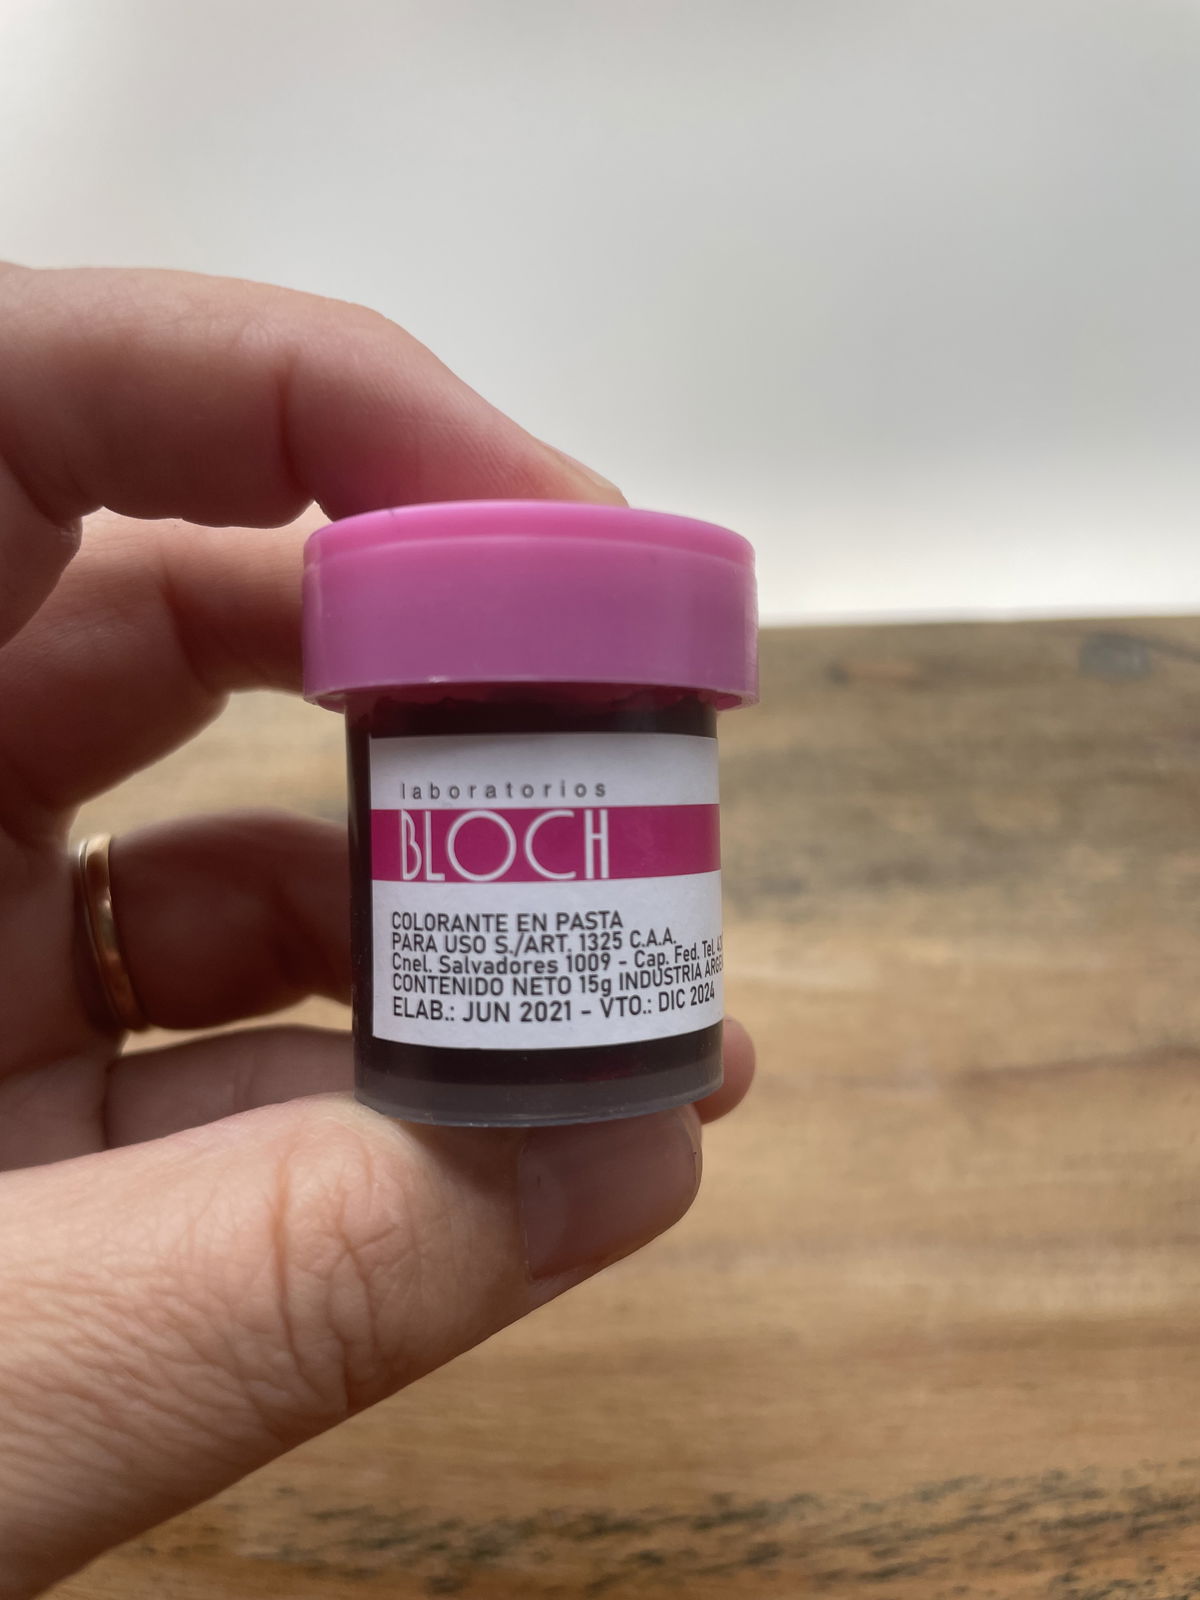 laboratorios
BLOCH
COLORANTE EN PASTA
PARA USO S./ART. 1325 C.A.A.
Cnel. Salvadores 1009 - Cap. Fed. Tel.
CONTENIDO NETO 15g INDUSTRIA
ELAB.: JUN 2021 - VTO.: DIC 2024